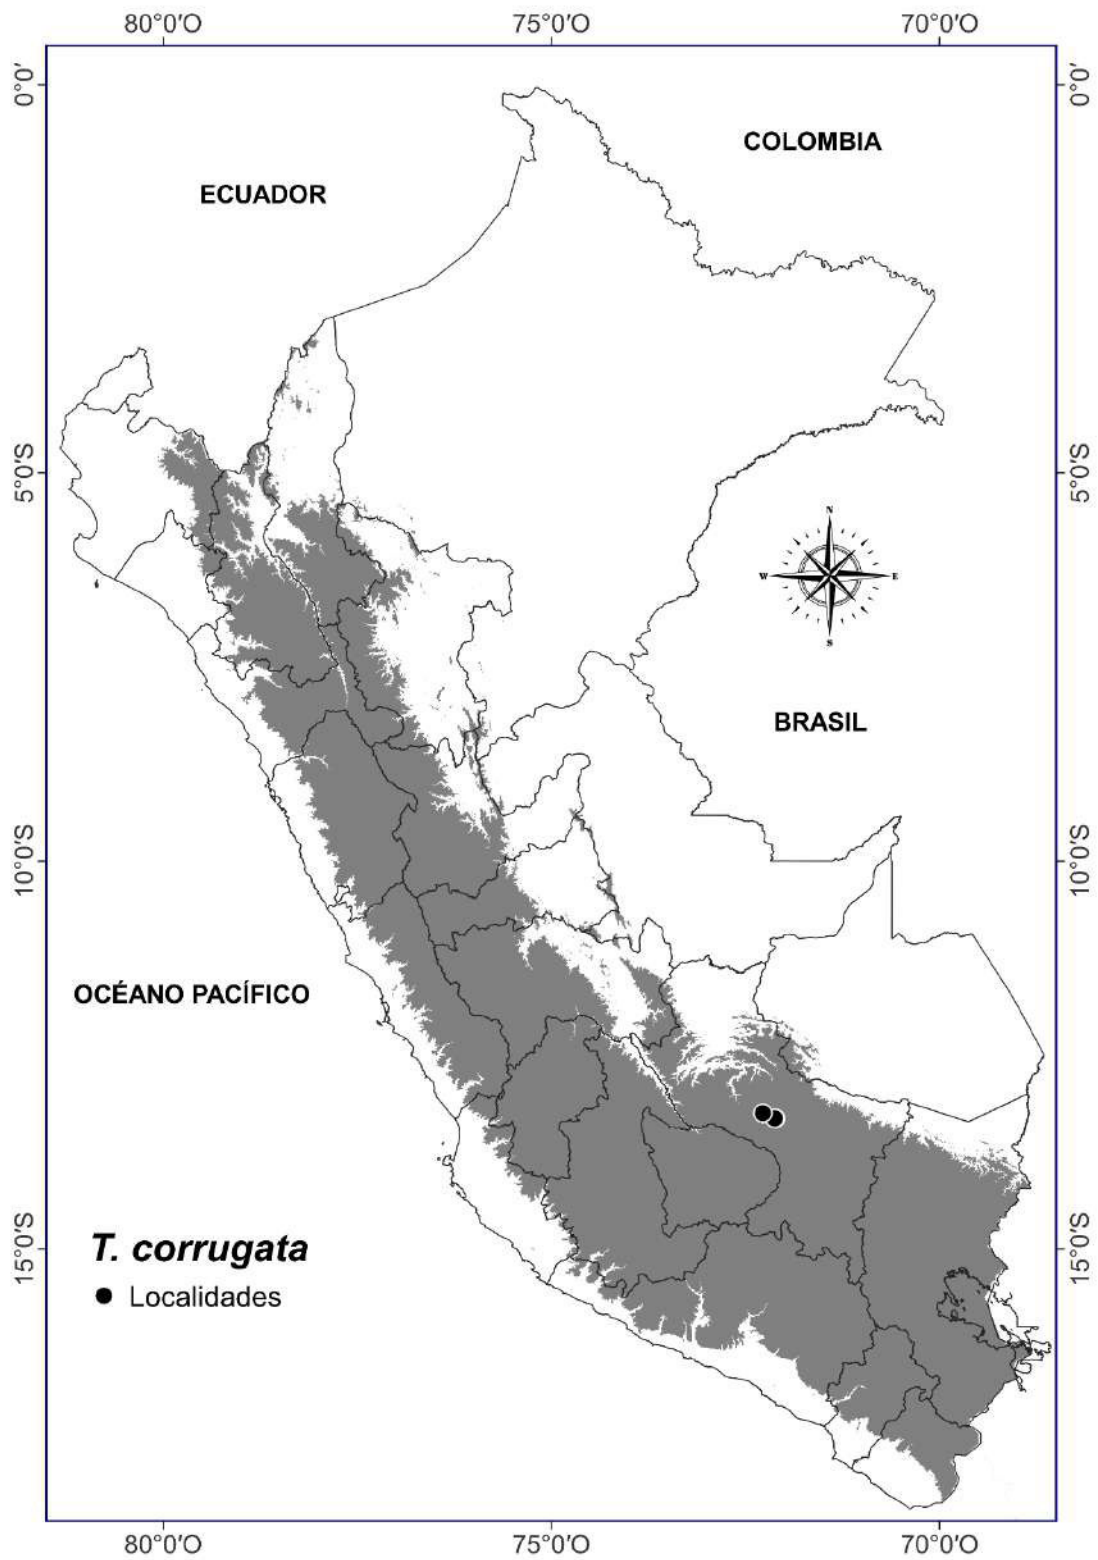 80°0'O 75°0'O 70°0'O
0°0' 0°0'
COLOMBIA
ECUADOR
5°0'S 5°0'S
N
W E
S
BRASIL
10°0'S 10°0'S
OCÉANO PACÍFICO
15°0'S 15°0'S
T. corrugata
Localidades
80°0'O 75°0'O 70°0'O